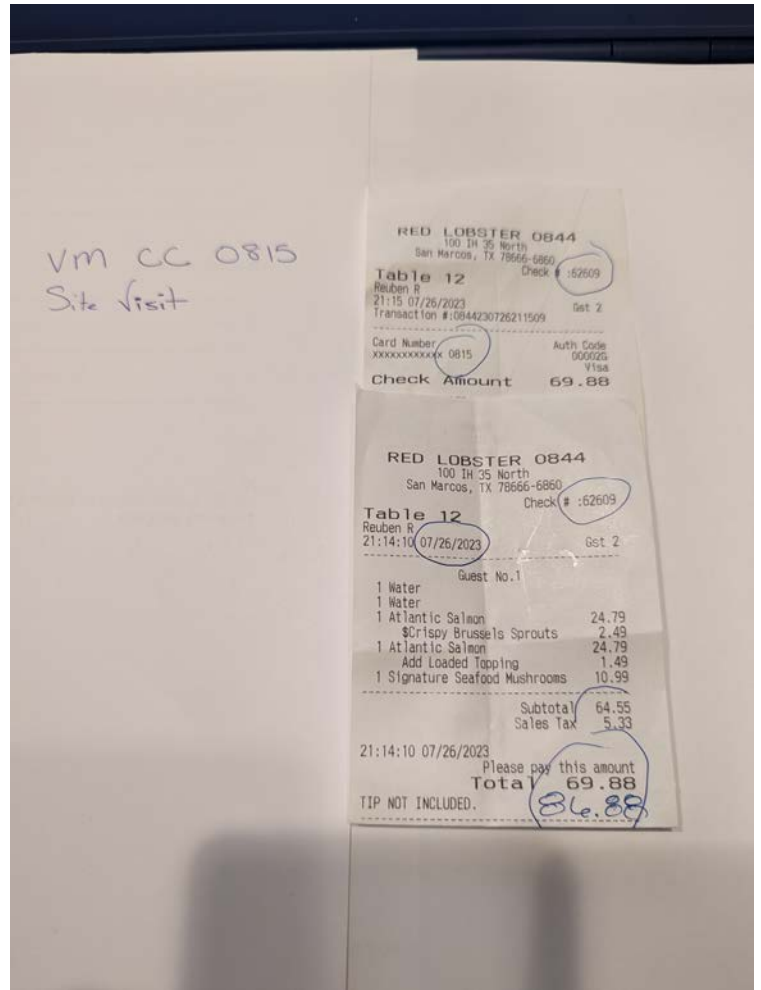 VM CC 0815
Site Visit
RED LOBSTER 0844
100 IH 35 North
San Marcos, TX 78666-6860
Check # :62609
Table 12
Reuben R
21:15 07/26/2023 Gst 2
Transaction #:0844230726211509
Card Number Auth Code
xxxxxxxxxxxx 0815 00002G
Visa
Check Amount 69.88
RED LOBSTER 0844
100 IH 35 North
San Marcos, TX 78666-6860
Check # :62609
Table 12
Reuben R
21:14:10 07/26/2023 Gst 2
Guest No.1
1 Water
1 Water
1 Atlantic Salmon 24.79
$Crispy Brussels Sprouts 2.49
1 Atlantic Salmon 24.79
Add Loaded Topping 1.49
1 Signature Seafood Mushrooms 10.99
Subtotal 64.55
Sales Tax 5.33
21:14:10 07/26/2023
Please pay this amount
Total 69.88
TIP NOT INCLUDED. 86.88